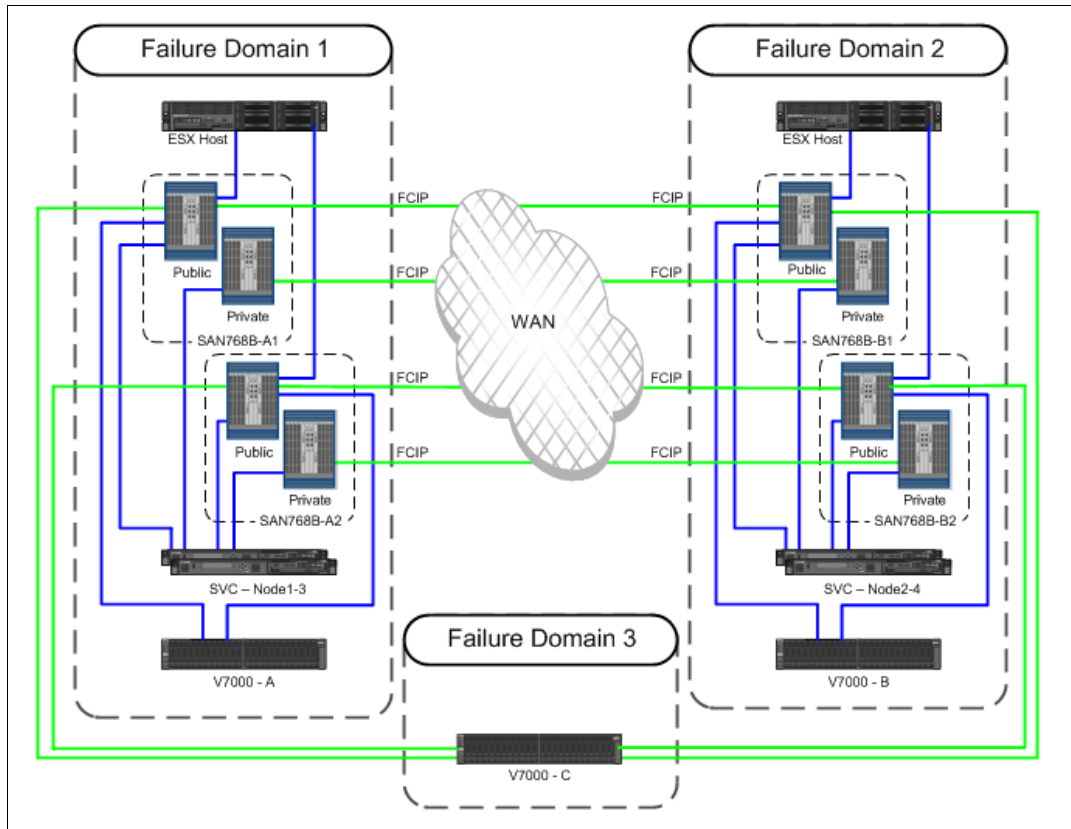 Failure Domain 1
Failure Domain 2
ESX Host
ESX Host
FCIP
FCIP
Public
Public
FCIP
FCIP
Private
Private
WAN
SAN768B-A1
SAN768B-B1
FCIP
FCIP
Public
Public
FCIP
FCIP
Private
Private
SAN768B-A2
SAN768B-B2
SVC – Node1-3
SVC – Node2-4
Failure Domain 3
V7000 - A
V7000 - B
V7000 - C